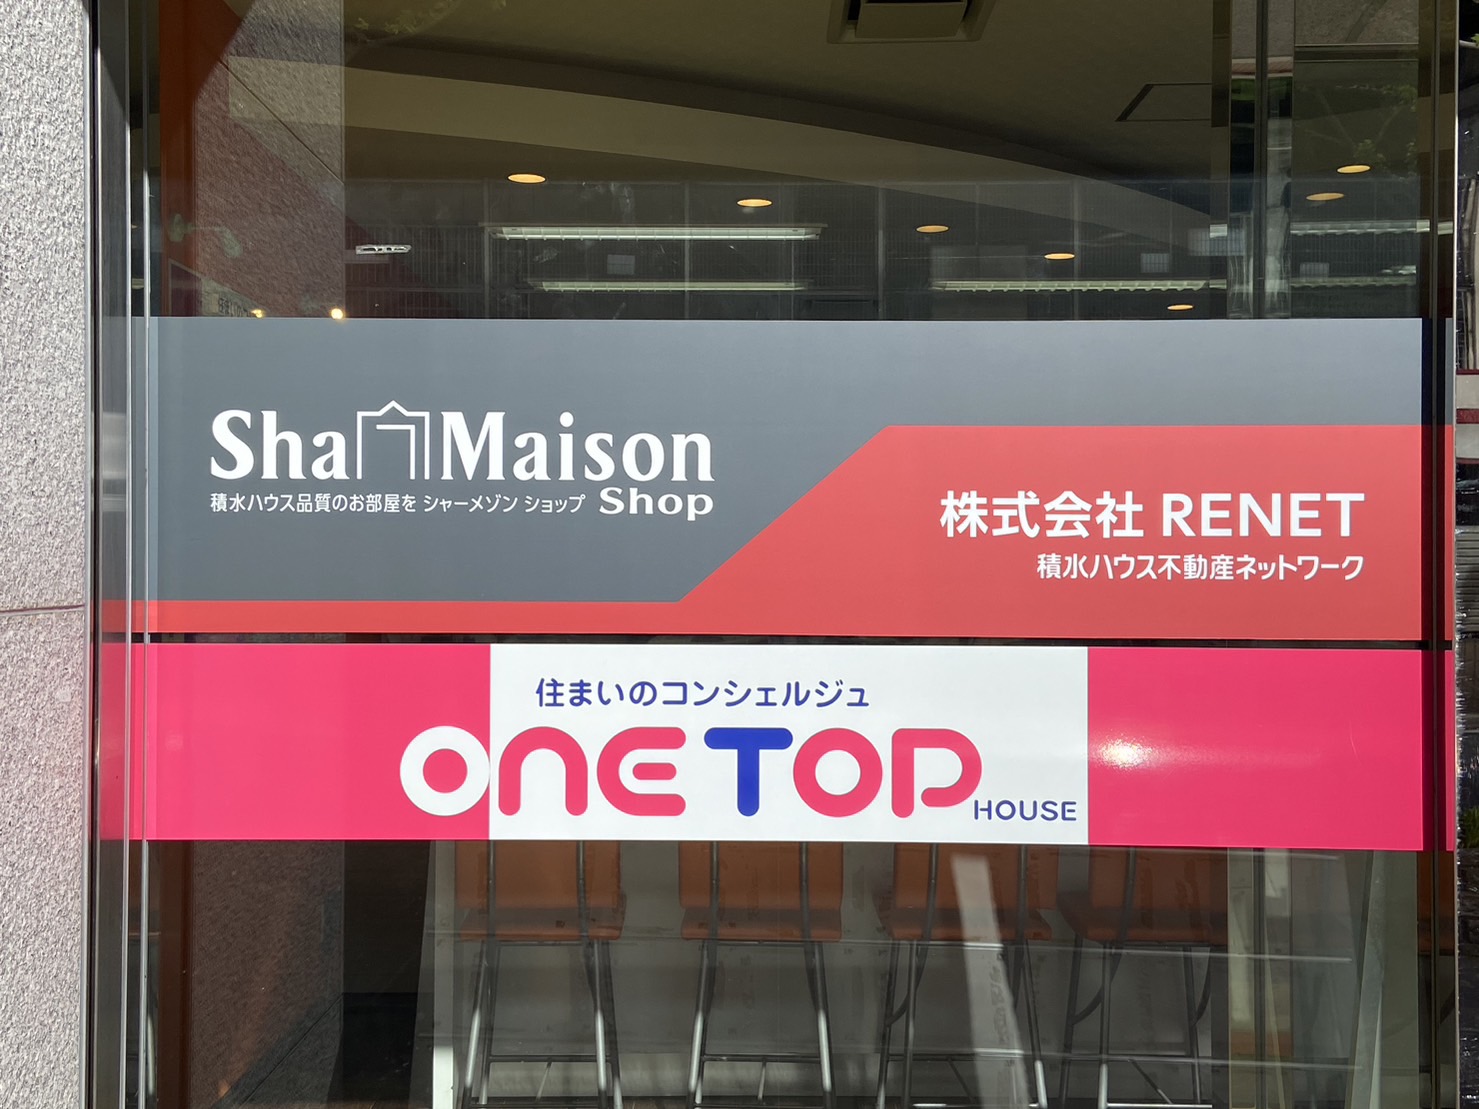 Sha Maison
積水ハウス品質のお部屋を シャーメゾン ショップ Shop
株式会社 RENET
積水ハウス不動産ネットワーク
住まいのコンシェルジュ
ONE TOP HOUSE